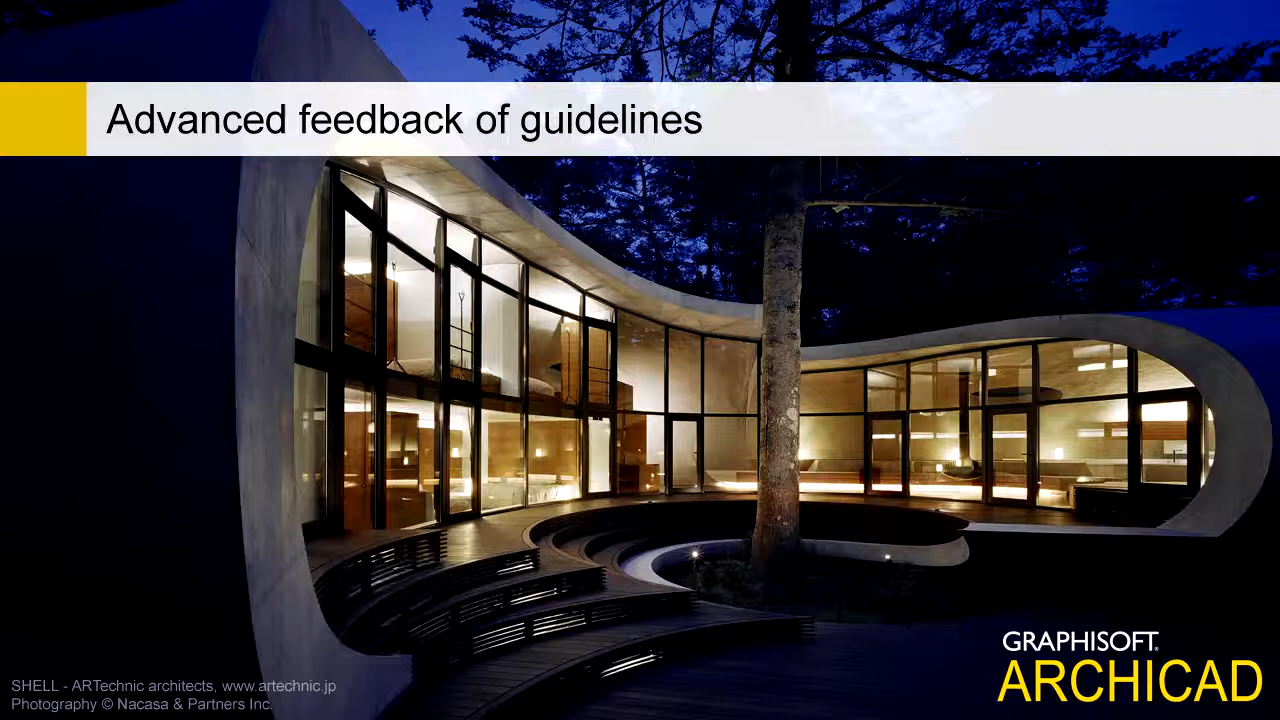 Advanced feedback of guidelines
GRAPHISOFT®
ARCHICAD
SHELL - ARTechnic architects, www.artechnic.jp
Photography © Nacasa & Partners Inc.